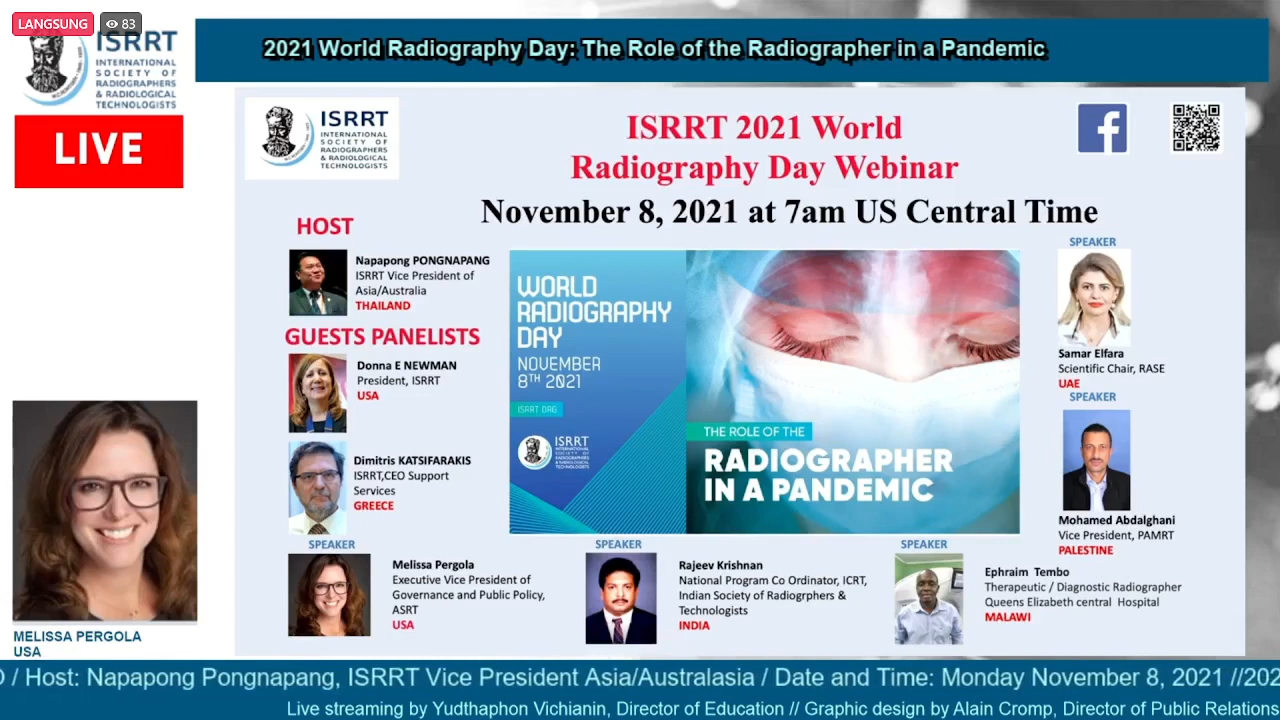 LANGSUNG
83
ISRRT
INTERNATIONAL
SOCIETY OF
RADIOGRAPHERS
& RADIOLOGICAL
TECHNOLOGISTS
LIVE
2021 World Radiography Day: The Role of the Radiographer in a Pandemic
ISRRT
INTERNATIONAL
SOCIETY OF
RADIOGRAPHERS
& RADIOLOGICAL
TECHNOLOGISTS
ISRRT 2021 World
Radiography Day Webinar
November 8, 2021 at 7am US Central Time
HOST
Napapong PONGNAPANG
ISRRT Vice President of
Asia/Australia
THAILAND
GUESTS PANELISTS
Donna E NEWMAN
President, ISRRT
USA
Dimitris KATSIFARAKIS
ISRRT,CEO Support
Services
GREECE
WORLD
RADIOGRAPHY
DAY
NOVEMBER
8TH 2021
ISRRT.ORG
ISRRT
INTERNATIONAL
SOCIETY OF
RADIOGRAPHERS
& RADIOLOGICAL
TECHNOLOGISTS
THE ROLE OF THE
RADIOGRAPHER
IN A PANDEMIC
SPEAKER
Samar Elfara
Scientific Chair, RASE
UAE
SPEAKER
Mohamed Abdalghani
Vice President, PAMRT
PALESTINE
SPEAKER
Melissa Pergola
Executive Vice President of
Governance and Public Policy,
ASRT
USA
SPEAKER
Rajeev Krishnan
National Program Co Ordinator, ICRT,
Indian Society of Radiogrphers &
Technologists
INDIA
SPEAKER
Ephraim Tembo
Therapeutic / Diagnostic Radiographer
Queens Elizabeth central Hospital
MALAWI
MELISSA PERGOLA
USA
/ Host: Napapong Pongnapang, ISRRT Vice President Asia/Australasia / Date and Time: Monday November 8, 2021 //202
Live streaming by Yudthaphon Vichianin, Director of Education // Graphic design by Alain Cromp, Director of Public Relations